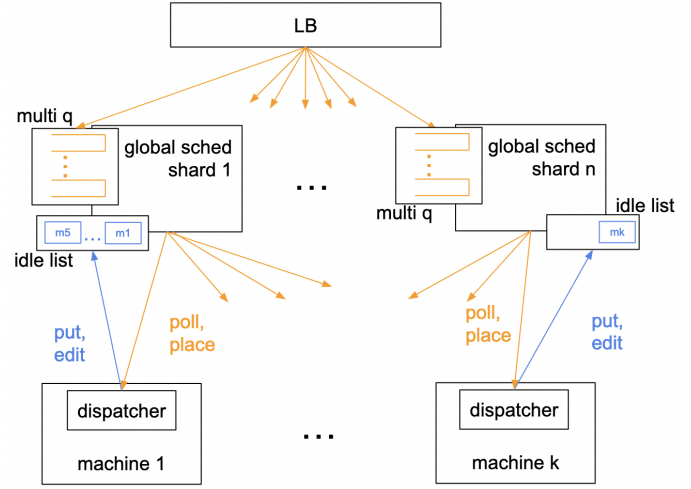 LB
multi q
global sched
shard 1
...
multi q
global sched
shard n
m5
...
m1
idle list
idle list
mk
put,
edit
poll,
place
poll,
place
put,
edit
dispatcher
machine 1
...
dispatcher
machine k